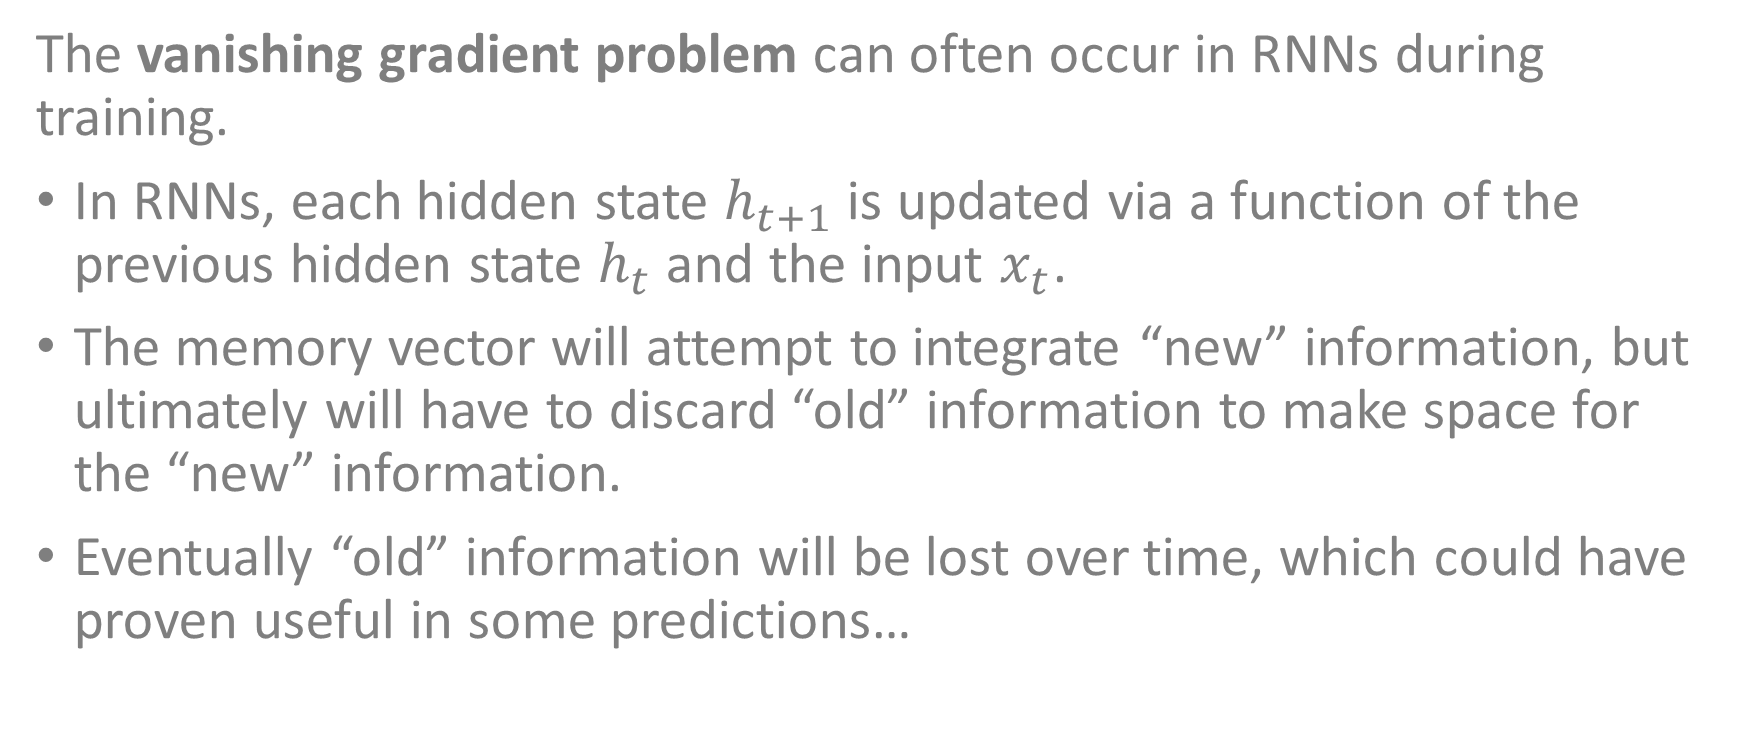 The vanishing gradient problem can often occur in RNNs during
training.
• In RNNs, each hidden state h_{t+1} is updated via a function of the
previous hidden state h_t and the input x_t.
• The memory vector will attempt to integrate “new” information, but
ultimately will have to discard “old” information to make space for
the “new” information.
• Eventually “old” information will be lost over time, which could have
proven useful in some predictions…